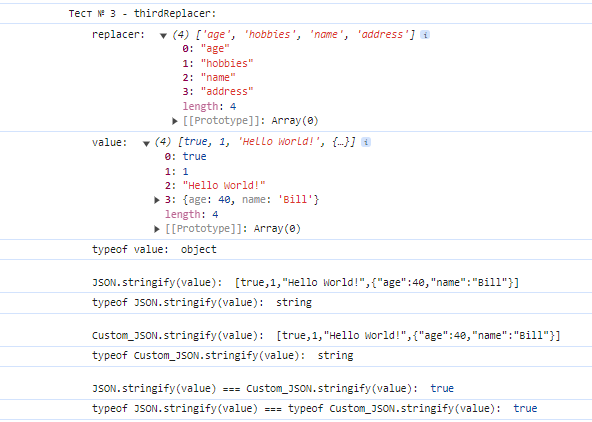 Тест № 3 - thirdReplacer:
replacer: ▼ (4) ['age', 'hobbies', 'name', 'address'] i
0: "age"
1: "hobbies"
2: "name"
3: "address"
length: 4
▶ [[Prototype]]: Array(0)
value: ▼ (4) [true, 1, 'Hello World!', {…}] i
0: true
1: 1
2: "Hello World!"
▶ 3: {age: 40, name: 'Bill'}
length: 4
▶ [[Prototype]]: Array(0)
typeof value: object
JSON.stringify(value): [true,1,"Hello World!",{"age":40,"name":"Bill"}]
typeof JSON.stringify(value): string
Custom_JSON.stringify(value): [true,1,"Hello World!",{"age":40,"name":"Bill"}]
typeof Custom_JSON.stringify(value): string
JSON.stringify(value) === Custom_JSON.stringify(value): true
typeof JSON.stringify(value) === typeof Custom_JSON.stringify(value): true